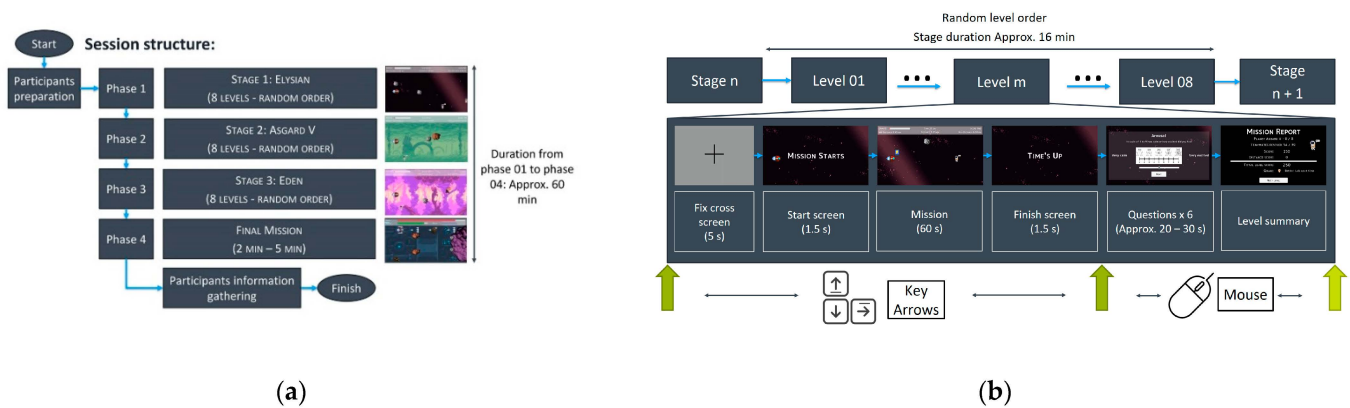 Start
Session structure:
Participants
preparation
Phase 1
STAGE 1: ELYSIAN
(8 LEVELS - RANDOM ORDER)
Phase 2
STAGE 2: ASGARD V
(8 LEVELS - RANDOM ORDER)
Phase 3
STAGE 3: EDEN
(8 LEVELS - RANDOM ORDER)
Phase 4
FINAL MISSION
(2 MIN – 5 MIN)
Participants information
gathering
Finish
Duration from
phase 01 to phase
04: Approx. 60
min
(a)
Random level order
Stage duration Approx. 16 min
Stage n
Level 01
Level m
Level 08
Stage
n + 1
MISSION STARTS
TIME'S UP
Arousal
MISSION REPORT
Fix cross
screen
(5 s)
Start screen
(1.5 s)
Mission
(60 s)
Finish screen
(1.5 s)
Questions x 6
(Approx. 20 – 30 s)
Level summary
Key
Arrows
Mouse
(b)